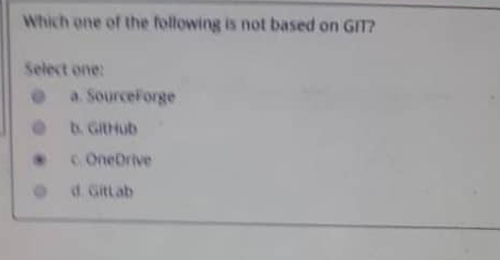 Which one of the following is not based on GIT?
Select one:
a. SourceForge
b. GitHub
c. OneDrive
d. GitLab